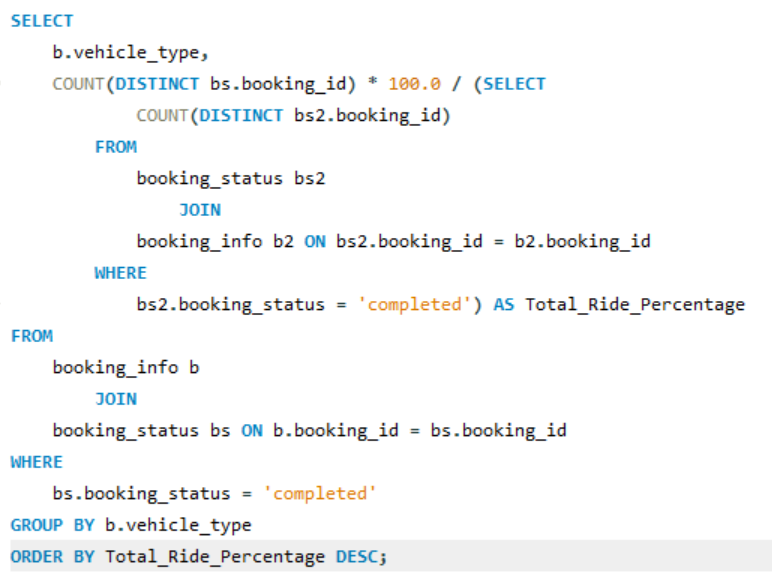 SELECT
b.vehicle_type,
COUNT(DISTINCT bs.booking_id) * 100.0 / (SELECT
COUNT(DISTINCT bs2.booking_id)
FROM
booking_status bs2
JOIN
booking_info b2 ON bs2.booking_id = b2.booking_id
WHERE
bs2.booking_status = 'completed') AS Total_Ride_Percentage
FROM
booking_info b
JOIN
booking_status bs ON b.booking_id = bs.booking_id
WHERE
bs.booking_status = 'completed'
GROUP BY b.vehicle_type
ORDER BY Total_Ride_Percentage DESC;